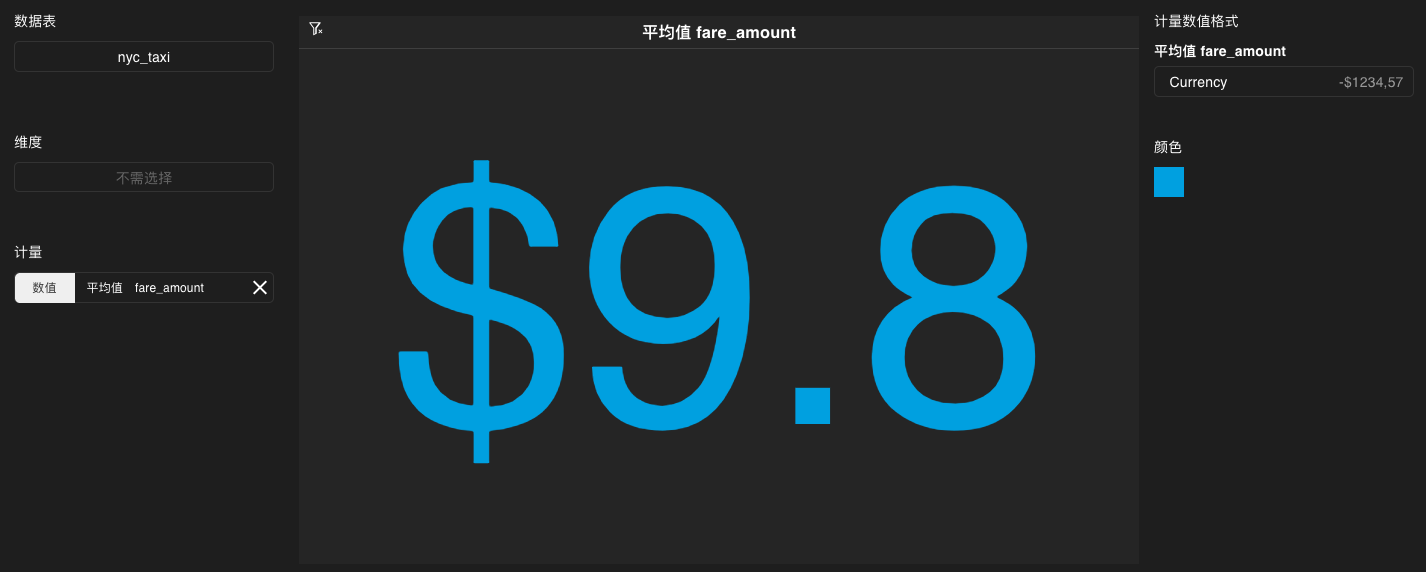 数据表
nyc_taxi
维度
不需选择
计量
数值 平均值 fare_amount
平均值 fare_amount
$9.8
计量数值格式
平均值 fare_amount
Currency -$1234,57
颜色